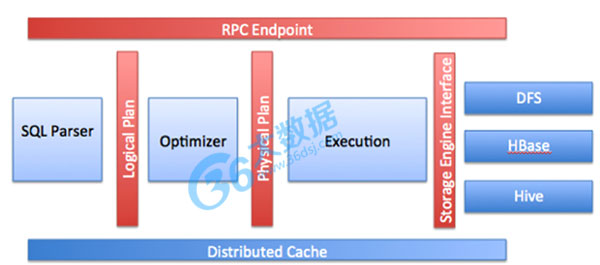 RPC Endpoint
SQL Parser
Logical Plan
Optimizer
Physical Plan
Execution
Storage Engine Interface
DFS
HBase
Hive
Distributed Cache
36大数据
www.36dsj.com